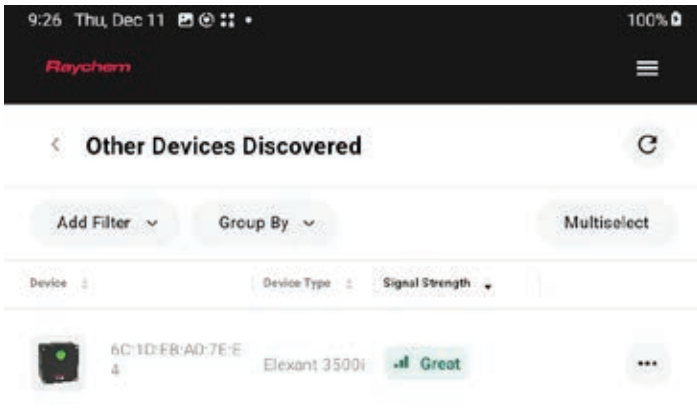 9:26 Thu, Dec 11 • 100%
Raychem
Other Devices Discovered
Add Filter Group By Multiselect
Device Device Type Signal Strength
6C:1D:EB:A0:7E:E
4
Elexant 3500i Great